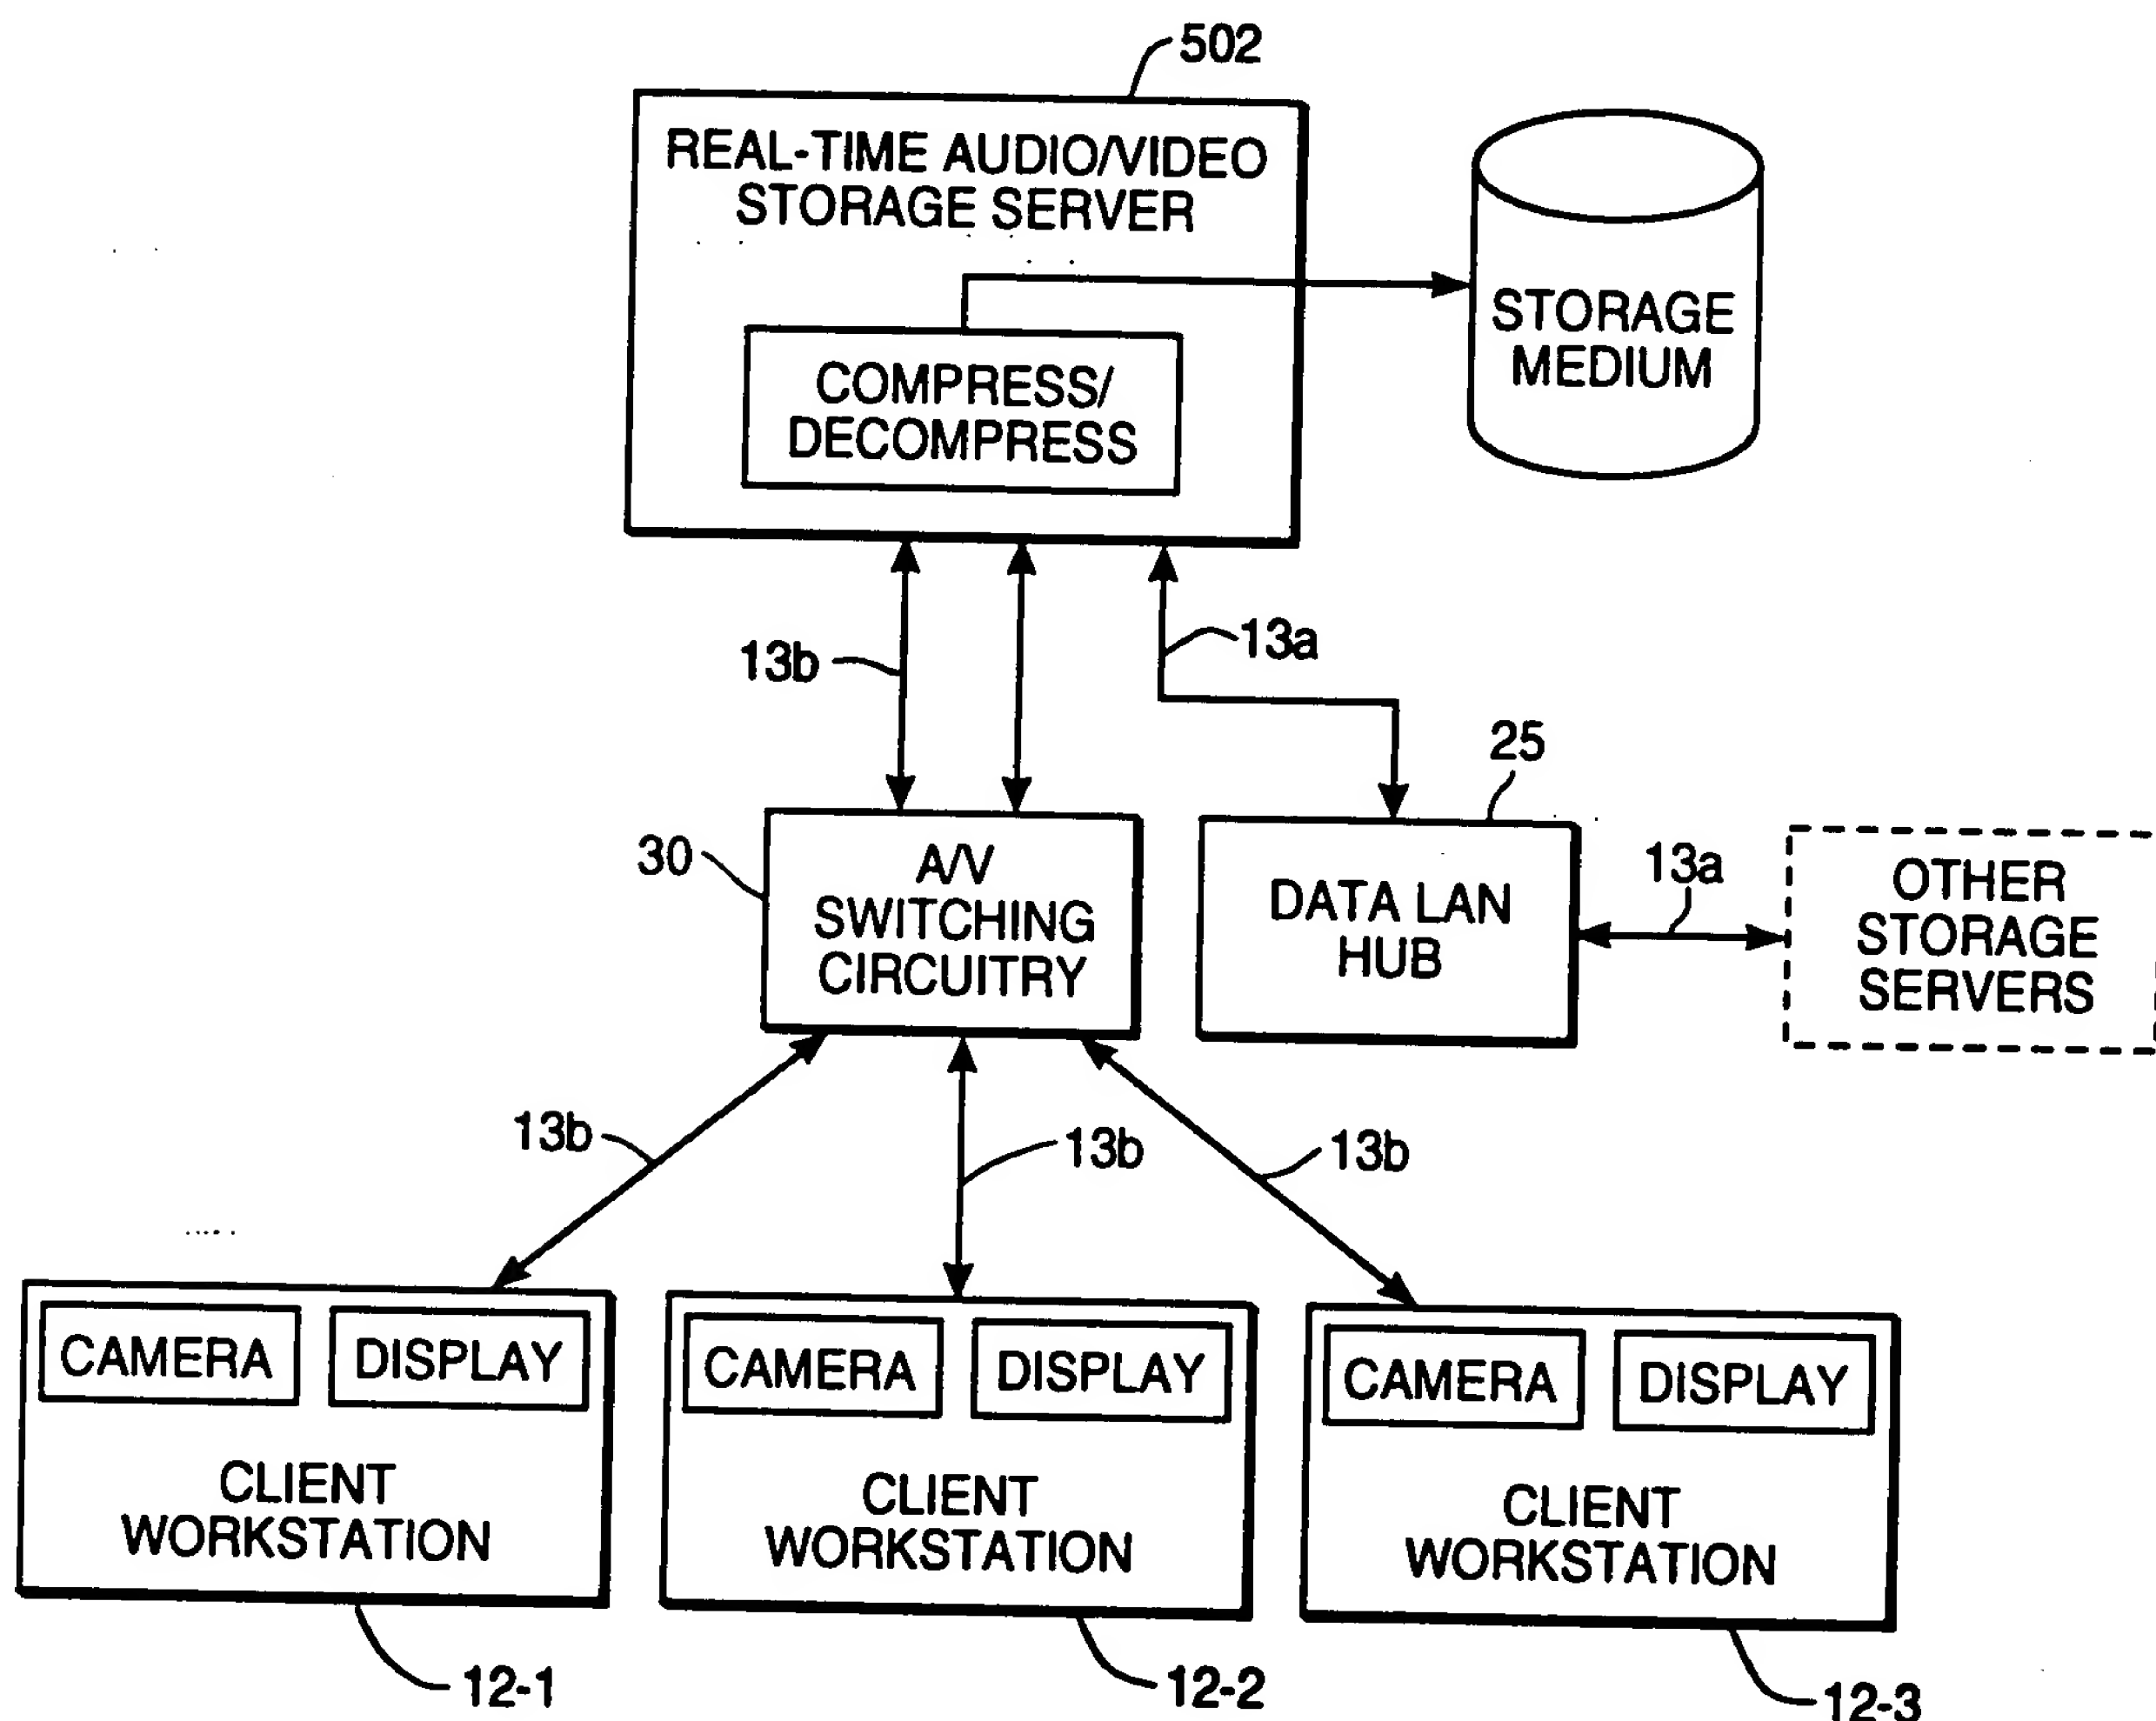 502
REAL-TIME AUDIO/VIDEO
STORAGE SERVER
COMPRESS/
DECOMPRESS
STORAGE
MEDIUM
13b
13a
25
30
A/V
SWITCHING
CIRCUITRY
DATA LAN
HUB
13a
OTHER
STORAGE
SERVERS
13b
13b
13b
CAMERA
DISPLAY
CLIENT
WORKSTATION
CAMERA
DISPLAY
CLIENT
WORKSTATION
CAMERA
DISPLAY
CLIENT
WORKSTATION
12-1
12-2
12-3